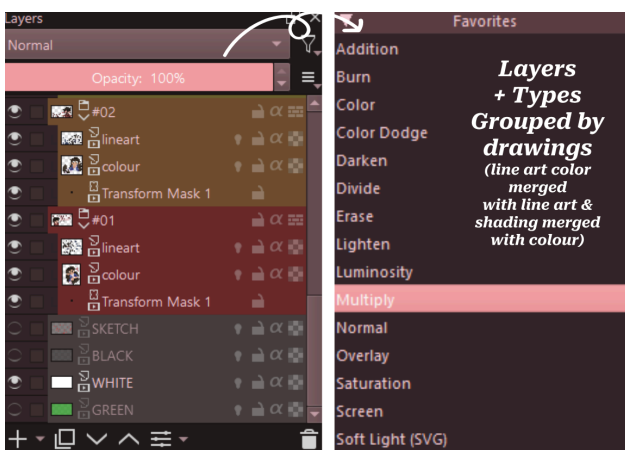 Layers
Normal
Opacity: 100%
#02
lineart
colour
Transform Mask 1
#01
lineart
colour
Transform Mask 1
SKETCH
BLACK
WHITE
GREEN
Favorites
Addition
Burn
Color
Color Dodge
Darken
Divide
Erase
Lighten
Luminosity
Multiply
Normal
Overlay
Saturation
Screen
Soft Light (SVG)
Layers
+ Types
Grouped by
drawings
(line art color
merged
with line art &
shading merged
with colour)